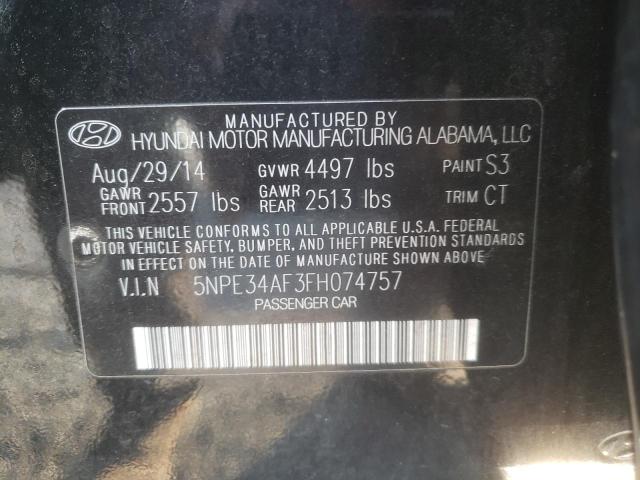 MANUFACTURED BY
HYUNDAI MOTOR MANUFACTURING ALABAMA, LLC
Aug/29/14 GVWR 4497 lbs PAINT S3
GAWR FRONT 2557 lbs GAWR REAR 2513 lbs TRIM CT
THIS VEHICLE CONFORMS TO ALL APPLICABLE U.S.A. FEDERAL
MOTOR VEHICLE SAFETY, BUMPER, AND THEFT PREVENTION STANDARDS
IN EFFECT ON THE DATE OF MANUFACTURE SHOWN ABOVE.
V.I.N 5NPE34AF3FH074757
PASSENGER CAR